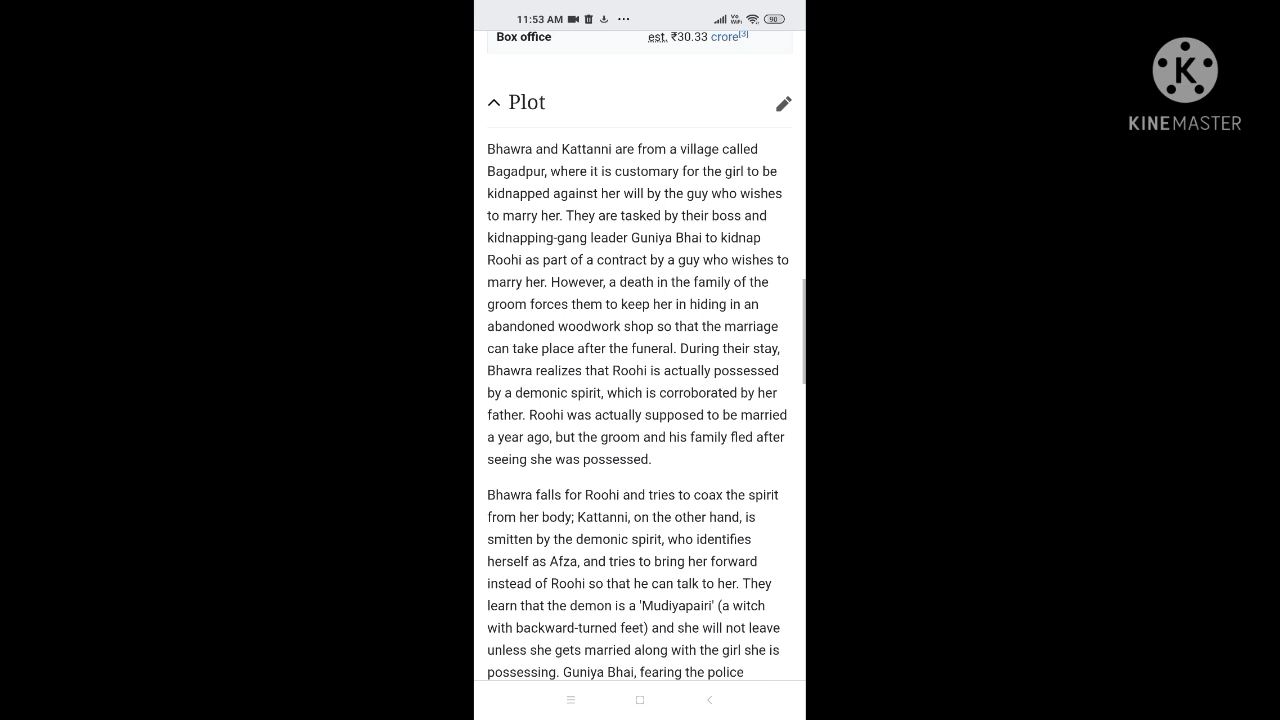 11:53 AM ... Vo WiFi 90
Box office est. ₹30.33 crore[3]
Plot
Bhawra and Kattanni are from a village called
Bagadpur, where it is customary for the girl to be
kidnapped against her will by the guy who wishes
to marry her. They are tasked by their boss and
kidnapping-gang leader Guniya Bhai to kidnap
Roohi as part of a contract by a guy who wishes to
marry her. However, a death in the family of the
groom forces them to keep her in hiding in an
abandoned woodwork shop so that the marriage
can take place after the funeral. During their stay,
Bhawra realizes that Roohi is actually possessed
by a demonic spirit, which is corroborated by her
father. Roohi was actually supposed to be married
a year ago, but the groom and his family fled after
seeing she was possessed.
Bhawra falls for Roohi and tries to coax the spirit
from her body; Kattanni, on the other hand, is
smitten by the demonic spirit, who identifies
herself as Afza, and tries to bring her forward
instead of Roohi so that he can talk to her. They
learn that the demon is a 'Mudiyapairi' (a witch
with backward-turned feet) and she will not leave
unless she gets married along with the girl she is
possessing. Guniya Bhai, fearing the police
K
KINEMASTER